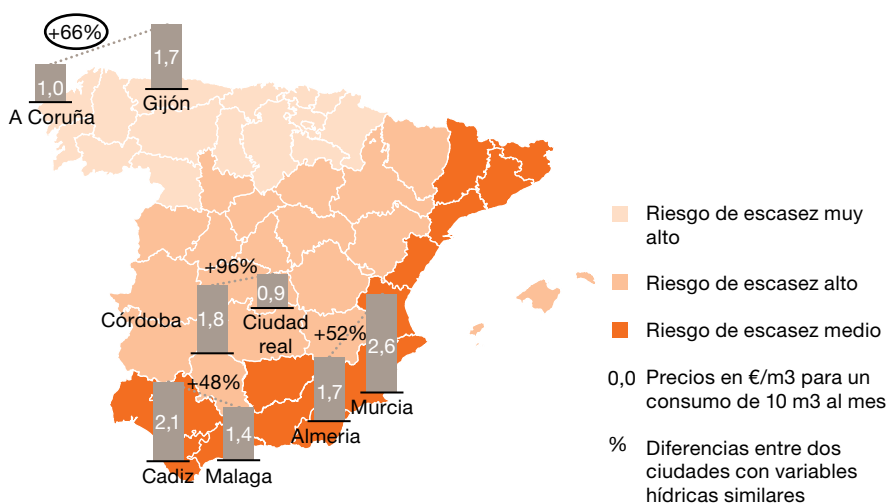 +66%
1,0
1,7
A Coruña
Gijón
+96%
0,9
1,8
Córdoba
Ciudad
real
+52%
2,6
1,7
Murcia
Almeria
+48%
2,1
1,4
Cadiz
Malaga
Riesgo de escasez muy
alto
Riesgo de escasez alto
Riesgo de escasez medio
0,0 Precios en €/m3 para un
consumo de 10 m3 al mes
% Diferencias entre dos
ciudades con variables
hídricas similares